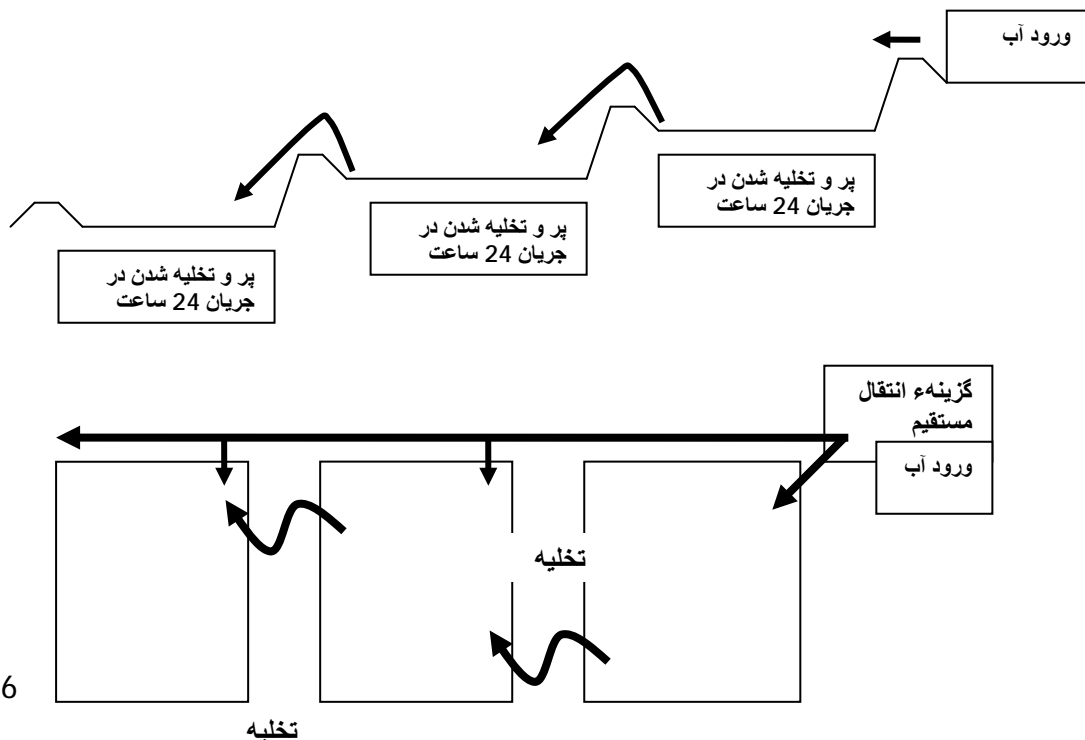 ورود آب
پر و تخلیه شدن در
جریان 24 ساعت
پر و تخلیه شدن در
جریان 24 ساعت
پر و تخلیه شدن در
جریان 24 ساعت
گزینهء انتقال
مستقیم
ورود آب
تخلیه
6
تخلیه